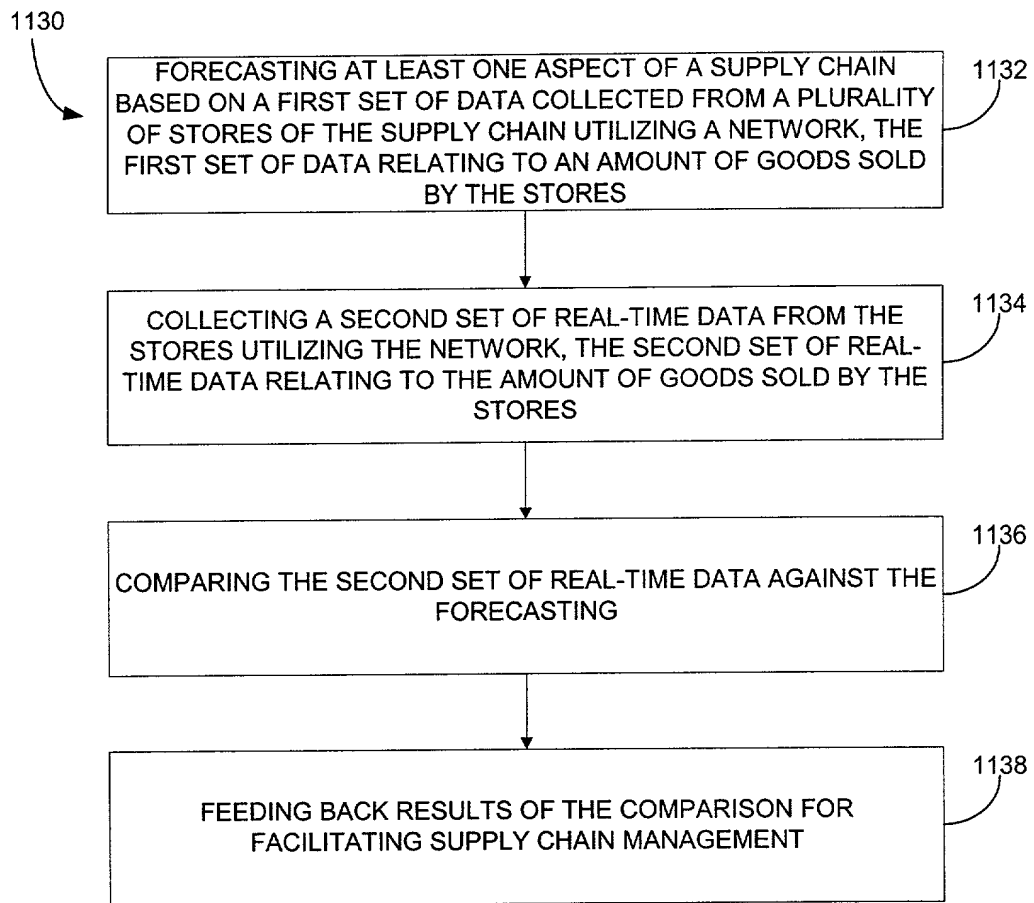 1130
FORECASTING AT LEAST ONE ASPECT OF A SUPPLY CHAIN
BASED ON A FIRST SET OF DATA COLLECTED FROM A PLURALITY
OF STORES OF THE SUPPLY CHAIN UTILIZING A NETWORK, THE
FIRST SET OF DATA RELATING TO AN AMOUNT OF GOODS SOLD
BY THE STORES
1132
COLLECTING A SECOND SET OF REAL-TIME DATA FROM THE
STORES UTILIZING THE NETWORK, THE SECOND SET OF REAL-
TIME DATA RELATING TO THE AMOUNT OF GOODS SOLD BY THE
STORES
1134
COMPARING THE SECOND SET OF REAL-TIME DATA AGAINST THE
FORECASTING
1136
FEEDING BACK RESULTS OF THE COMPARISON FOR
FACILITATING SUPPLY CHAIN MANAGEMENT
1138